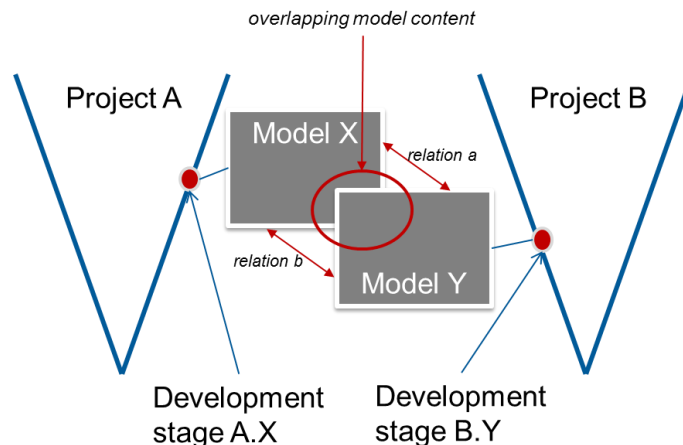 overlapping model content
Project A
Project B
Model X
relation a
relation b
Model Y
Development
stage A.X
Development
stage B.Y